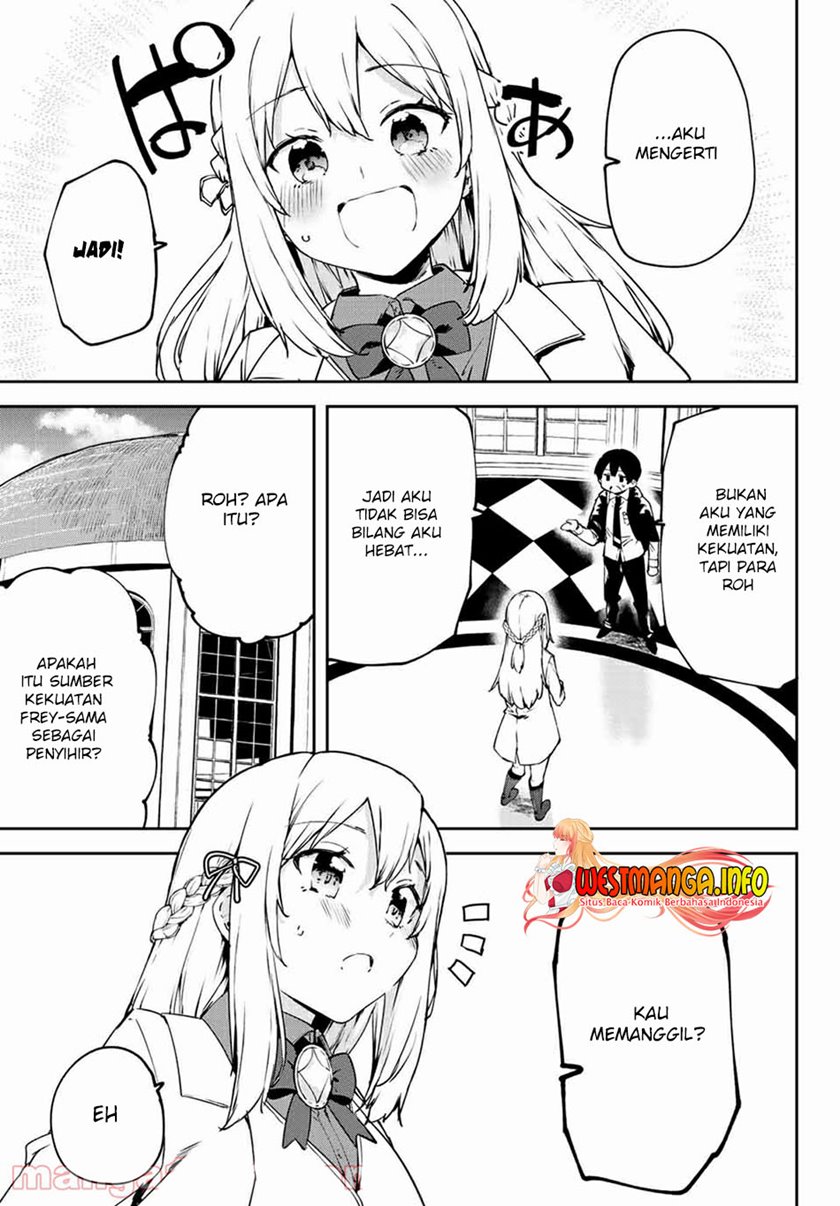 ...AKU
MENGERTI
ぱあ
JADI!
BUKAN
AKU YANG
MEMILIKI
KEKUATAN,
TAPI PARA
ROH
JADI AKU
TIDAK BISA
BILANG AKU
HEBAT...
ROH? APA
ITU?
APAKAH
ITU SUMBER
KEKUATAN
FREY-SAMA
SEBAGAI
PENYIHIR?
WESTMANGA.INFO
Situs Baca Komik Berbahasa Indonesia
KAU
MEMANGGIL?
EH